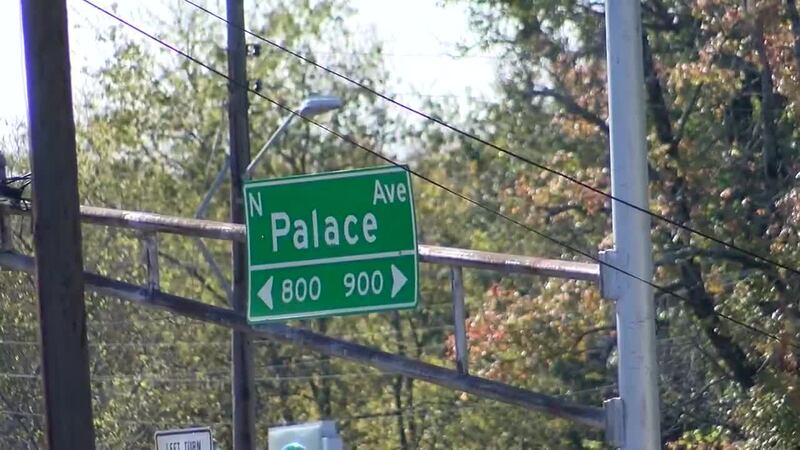 N Palace Ave
800 900
LEFT TURN